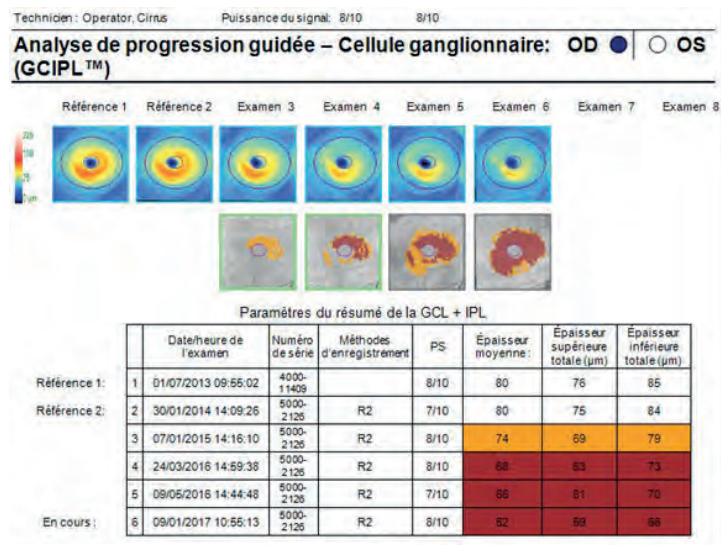 Technicien : Operator, Cirrus Puissance du signal: 8/10 8/10
Analyse de progression guidée – Cellule ganglionnaire: OD OS
(GCIPL™)
Référence 1 Référence 2 Examen 3 Examen 4 Examen 5 Examen 6 Examen 7 Examen 8
Paramètres du résumé de la GCL + IPL
Date/heure de l'examen Numéro de série Méthodes d'enregistrement PS Épaisseur moyenne: Épaisseur supérieure totale (µm) Épaisseur inférieure totale (µm)
Référence 1: 1 01/07/2013 09:55:02 4000-11409 8/10 80 76 85
Référence 2: 2 30/01/2014 14:09:26 5000-2126 R2 7/10 80 75 84
3 07/01/2015 14:16:10 5000-2126 R2 8/10 74 69 79
4 24/03/2016 14:59:38 5000-2126 R2 8/10 68 63 73
5 09/05/2016 14:44:48 5000-2126 R2 7/10 66 61 70
En cours : 6 09/01/2017 10:55:13 5000-2126 R2 8/10 62